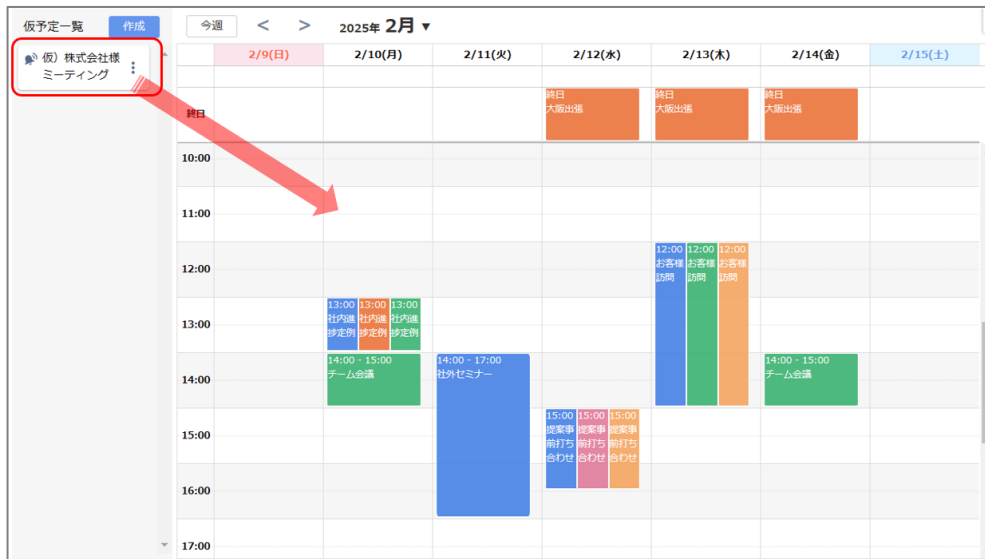 仮予定一覧
作成
今週
<
>
2025年 2月 ▼
仮）株式会社様
ミーティング
2/9(日)
2/10(月)
2/11(火)
2/12(水)
2/13(木)
2/14(金)
2/15(土)
終日
終日
大阪出張
終日
大阪出張
終日
大阪出張
10:00
11:00
12:00
12:00
お客様
訪問
12:00
お客様
訪問
12:00
お客様
訪問
13:00
13:00
社内進
捗定例
13:00
社内進
捗定例
13:00
社内進
捗定例
14:00
14:00 - 15:00
チーム会議
14:00 - 17:00
社外セミナー
14:00 - 15:00
チーム会議
15:00
15:00
提案事
前打ち
合わせ
15:00
提案事
前打ち
合わせ
15:00
提案事
前打ち
合わせ
16:00
17:00